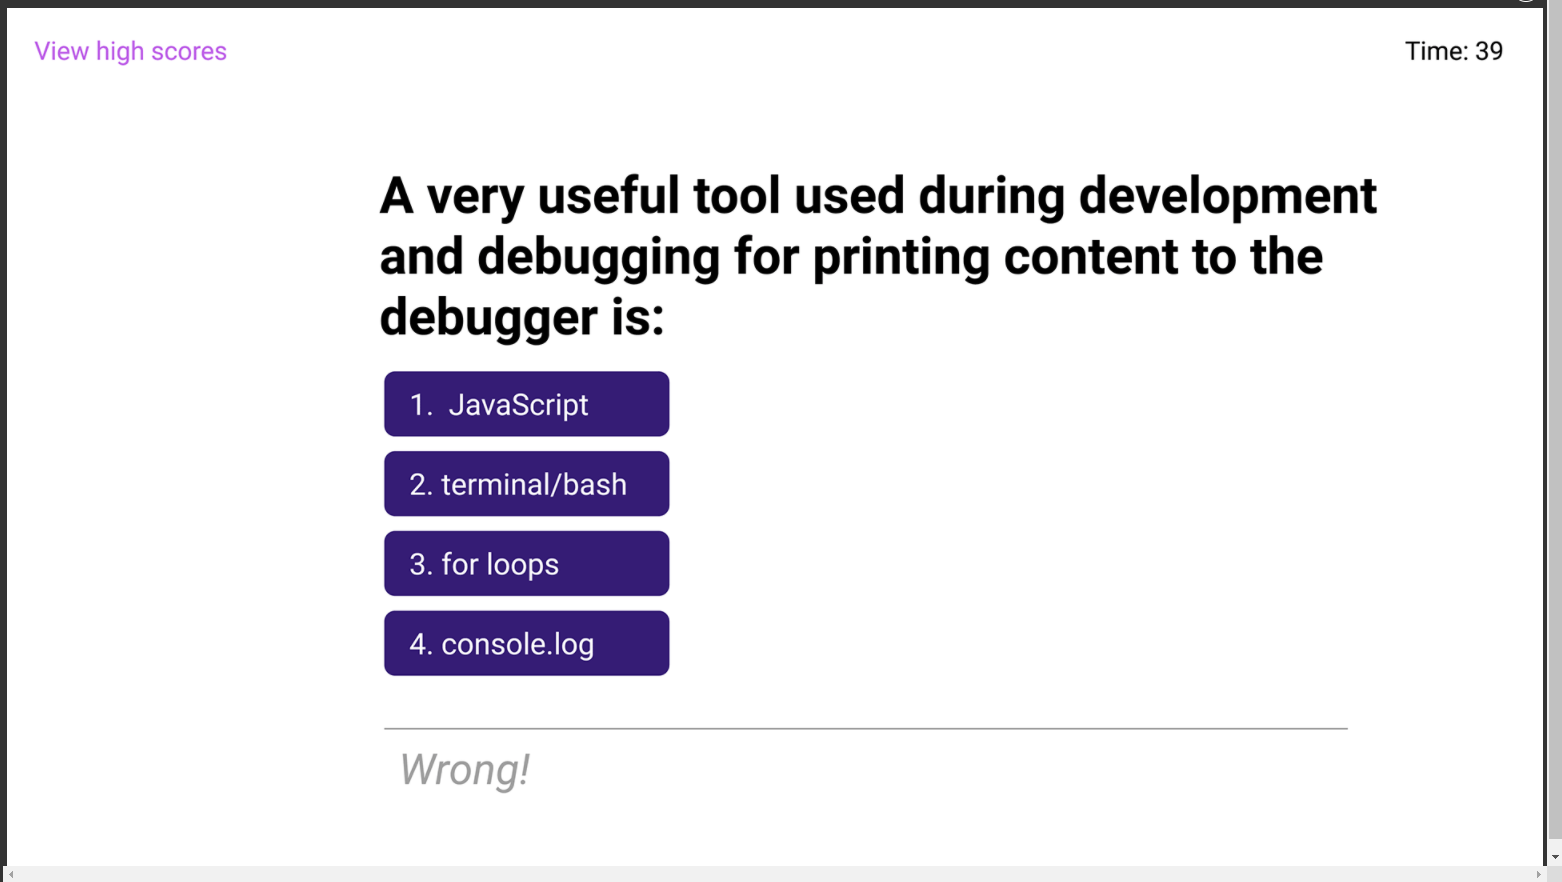 View high scores
Time: 39
A very useful tool used during development
and debugging for printing content to the
debugger is:
1. JavaScript
2. terminal/bash
3. for loops
4. console.log
Wrong!